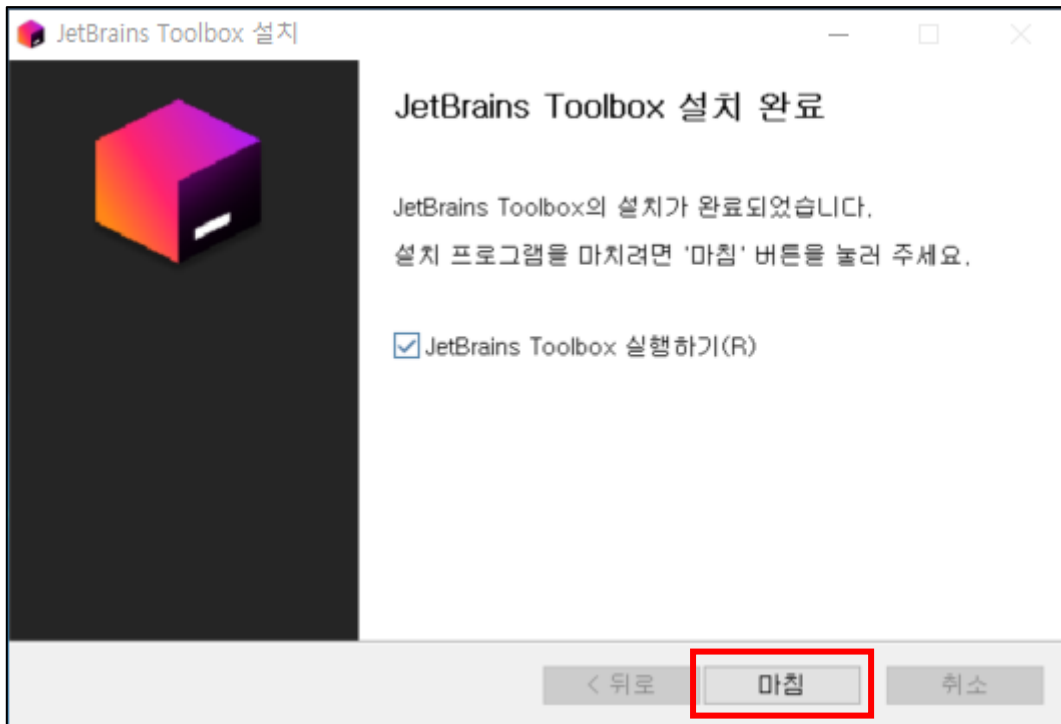 JetBrains Toolbox 설치
JetBrains Toolbox 설치 완료
JetBrains Toolbox의 설치가 완료되었습니다.
설치 프로그램을 마치려면 '마침' 버튼을 눌러 주세요.
JetBrains Toolbox 실행하기(R)
< 뒤로 마침 취소